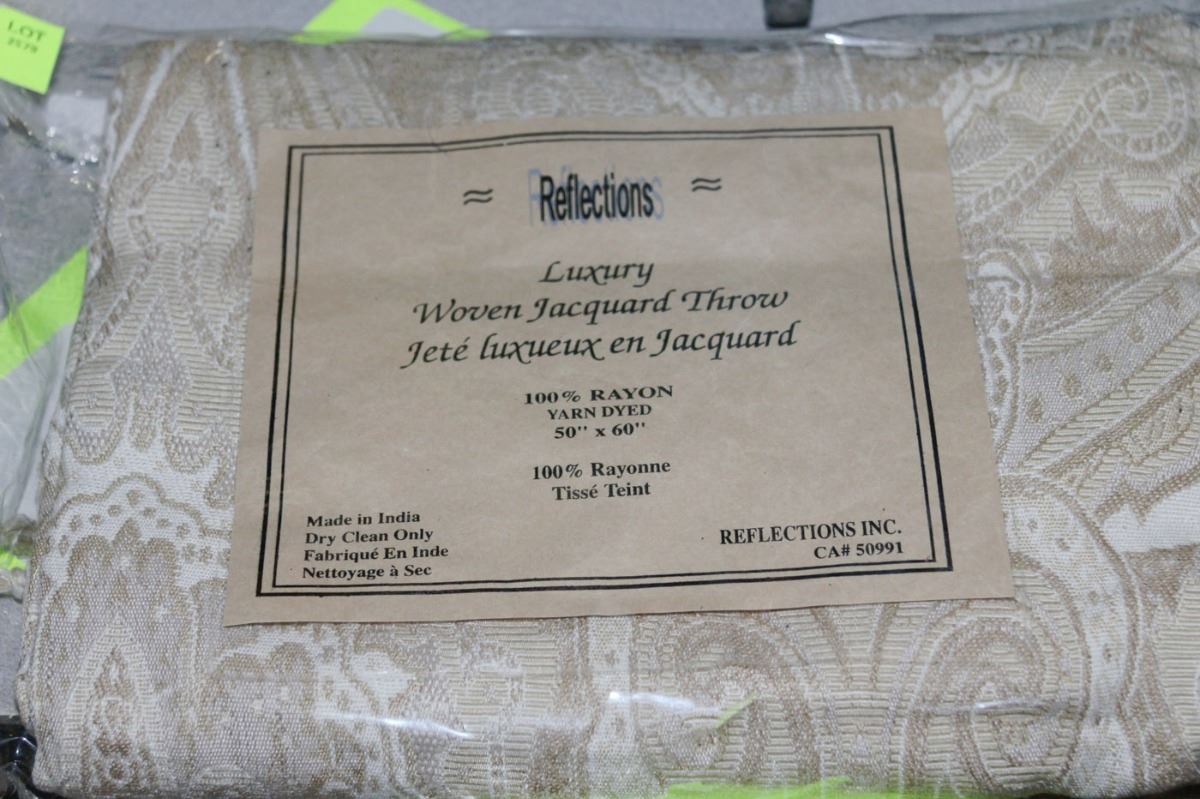 LOT
Reflections
Luxury
Woven Jacquard Throw
Jeté luxueux en Jacquard
100% RAYON
YARN DYED
50" x 60"
100% Rayonne
Tissé Teint
Made in India
Dry Clean Only
Fabriqué En Inde
Nettoyage à Sec
REFLECTIONS INC.
CA# 50991